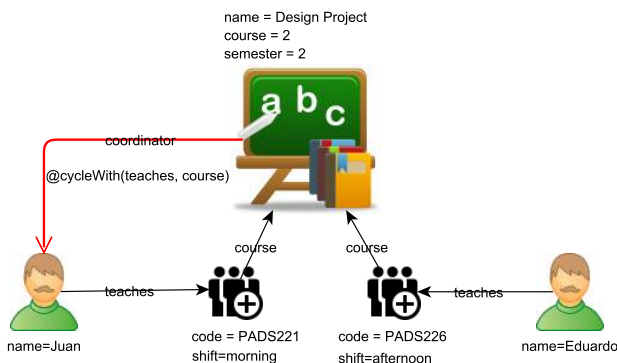 name = Design Project
course = 2
semester = 2
a b c
coordinator
@cycleWith(teaches, course)
course
course
teaches
teaches
name=Juan
code = PADS221
shift=morning
code = PADS226
shift=afternoon
name=Eduardo